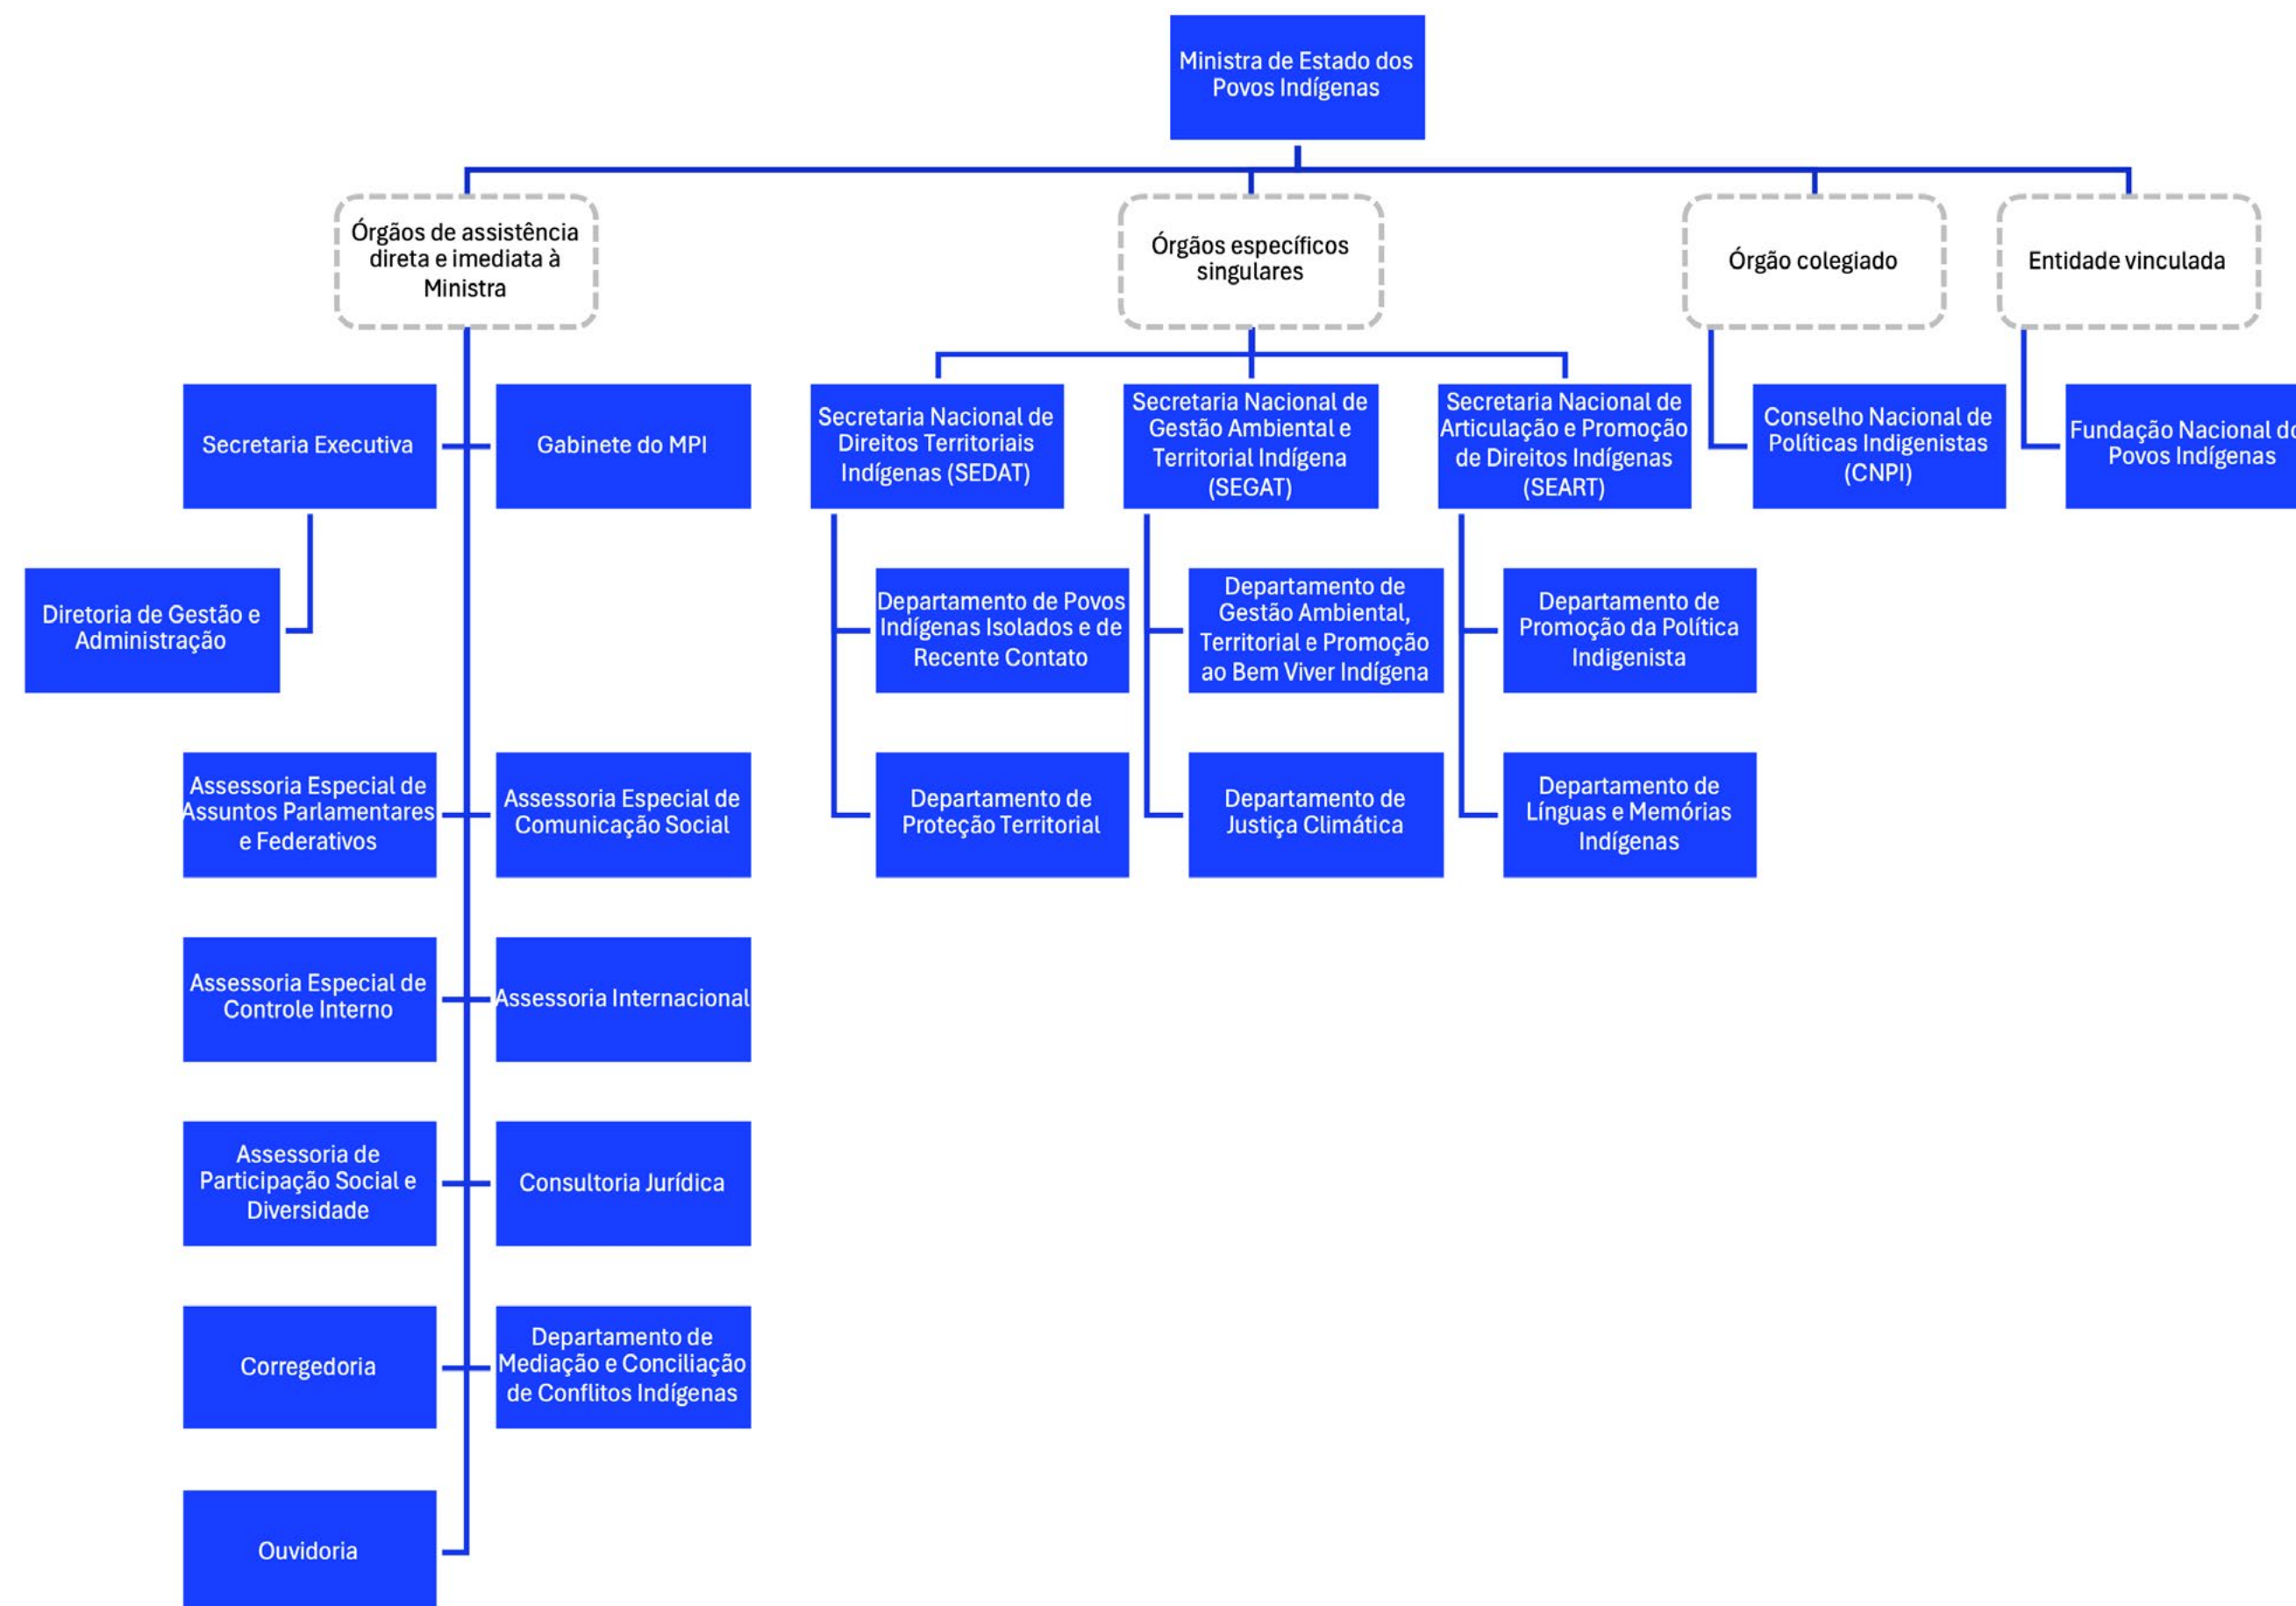 Ministra de Estado dos
Povos Indígenas
Órgãos de assistência
direta e imediata à
Ministra
Órgãos específicos
singulares
Órgão colegiado
Entidade vinculada
Secretaria Executiva
Gabinete do MPI
Secretaria Nacional de
Direitos Territoriais
Indígenas (SEDAT)
Secretaria Nacional de
Gestão Ambiental e
Territorial Indígena
(SEGAT)
Secretaria Nacional de
Articulação e Promoção
de Direitos Indígenas
(SEART)
Conselho Nacional de
Políticas Indigenistas
(CNPI)
Fundação Nacional
Povos Indígenas
Diretoria de Gestão e
Administração
Departamento de Povos
Indígenas Isolados e de
Recente Contato
Departamento de
Gestão Ambiental,
Territorial e Promoção
ao Bem Viver Indígena
Departamento de
Promoção da Política
Indigenista
Assessoria Especial de
Assuntos Parlamentares
e Federativos
Assessoria Especial de
Comunicação Social
Departamento de
Proteção Territorial
Departamento de
Justiça Climática
Departamento de
Línguas e Memórias
Indígenas
Assessoria Especial de
Controle Interno
Assessoria Internacional
Assessoria de
Participação Social e
Diversidade
Consultoria Jurídica
Corregedoria
Departamento de
Mediação e Conciliação
de Conflitos Indígenas
Ouvidoria